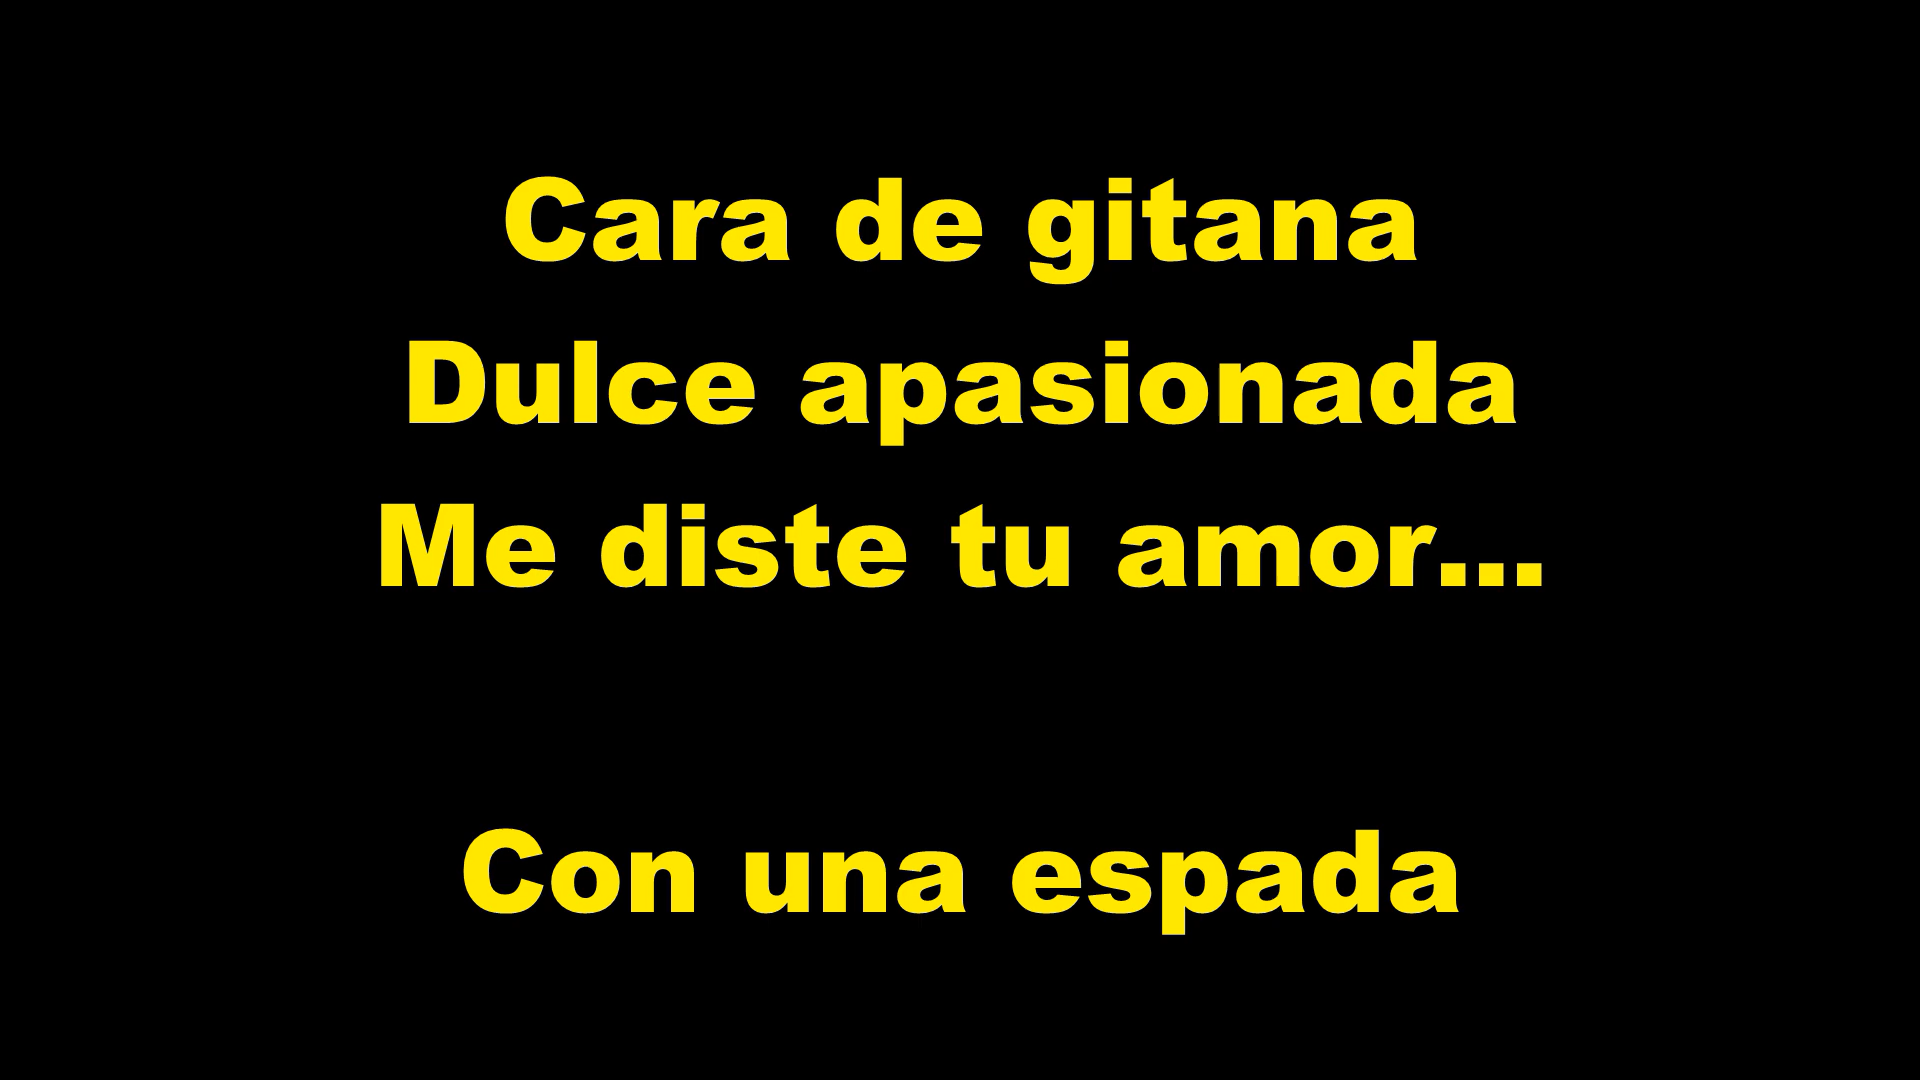 Cara de gitana
Dulce apasionada
Me diste tu amor...
Con una espada